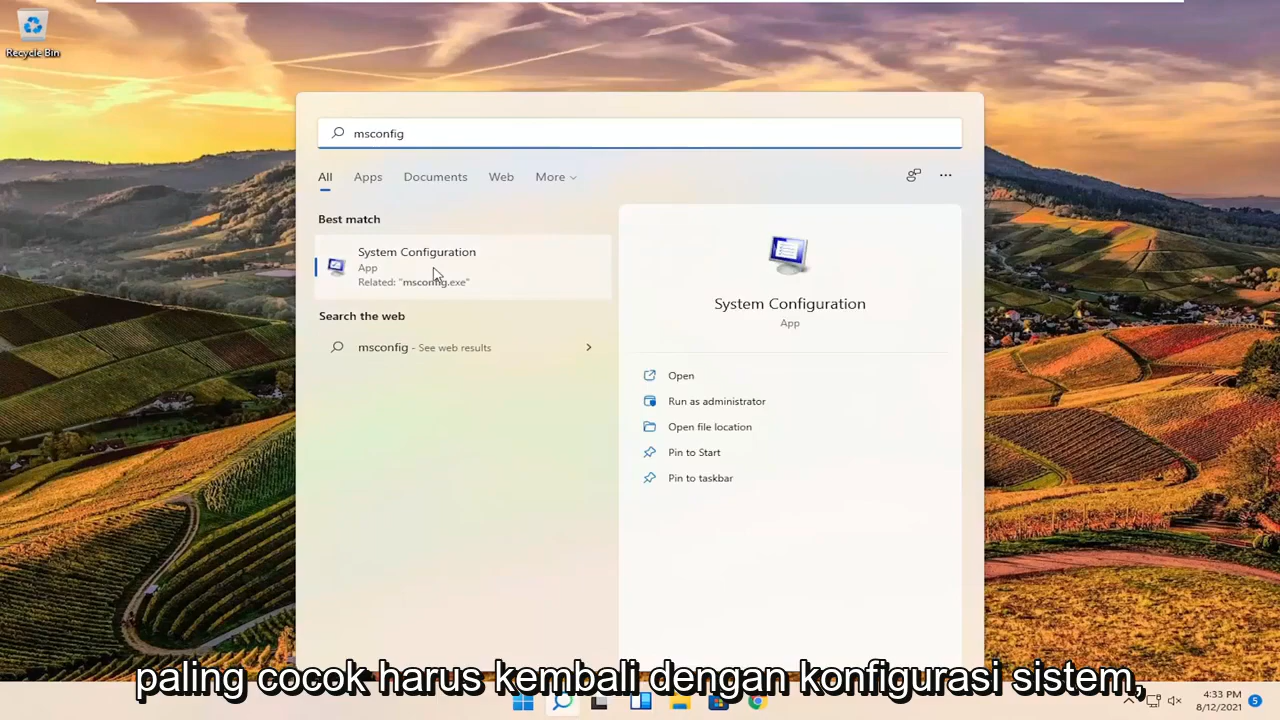 Recycle Bin
msconfig
All Apps Documents Web More
Best match
System Configuration
App
Related: "msconfig.exe"
Search the web
msconfig - See web results
System Configuration
App
Open
Run as administrator
Open file location
Pin to Start
Pin to taskbar
paling cocok harus kembali dengan konfigurasi sistem,
4:33 PM
8/12/2021
5